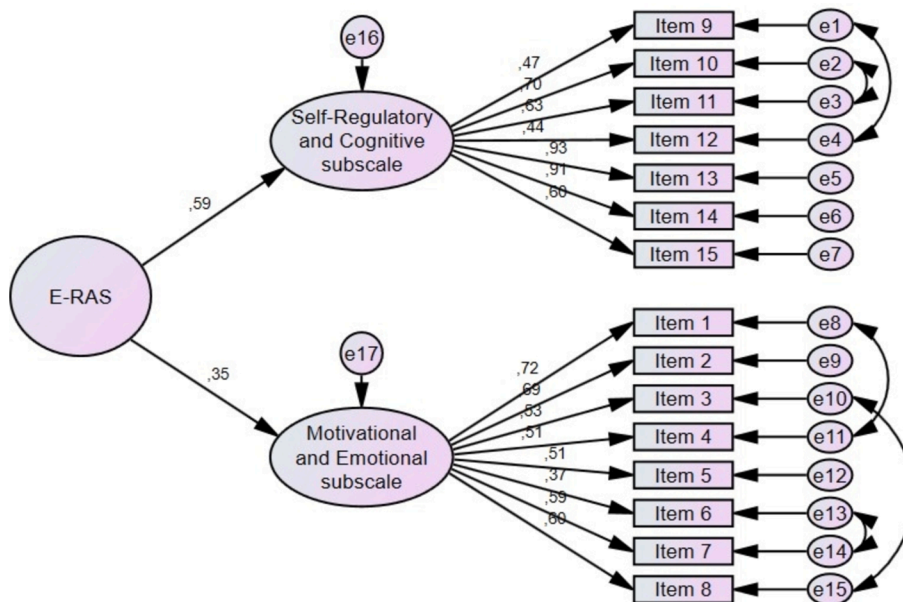 e16
Self-Regulatory
and Cognitive
subscale
,59
E-RAS
,35
e17
Motivational
and Emotional
subscale
,47
,70
,63
,44
,93
,91
,60
Item 9
e1
Item 10
e2
Item 11
e3
Item 12
e4
Item 13
e5
Item 14
e6
Item 15
e7
,72
,69
,53
,51
,51
,37
,59
,60
Item 1
e8
Item 2
e9
Item 3
e10
Item 4
e11
Item 5
e12
Item 6
e13
Item 7
e14
Item 8
e15